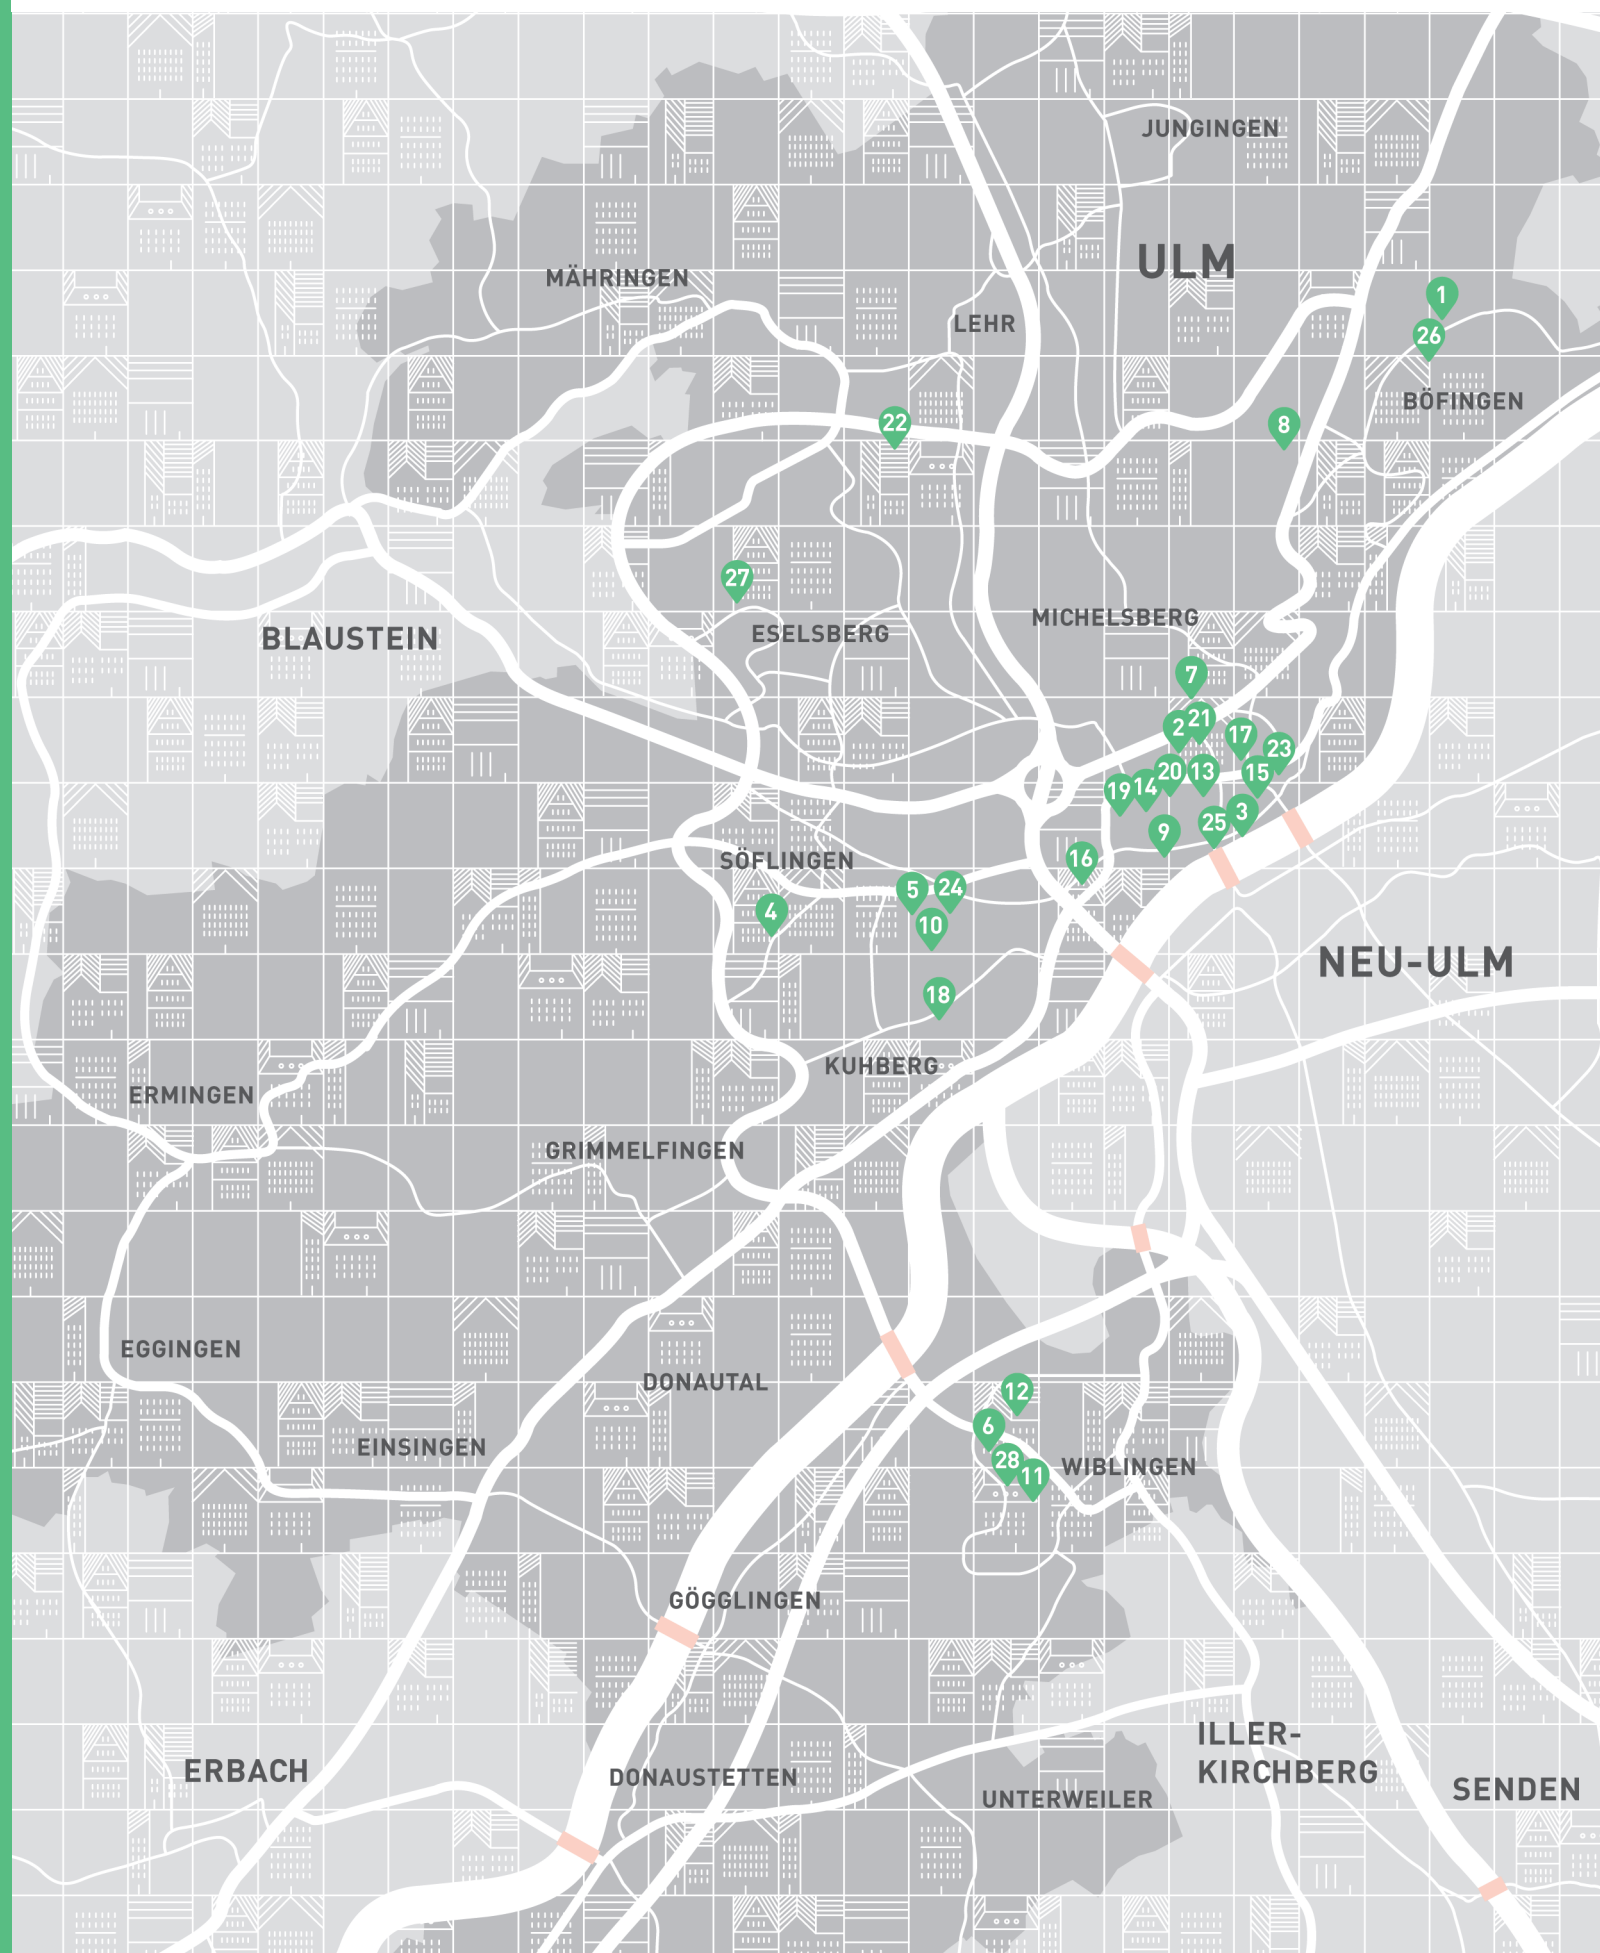 JUNGINGEN
ULM
MÄHRINGEN
1
LEHR
26
BÖFINGEN
22
8
27
MICHELSBERG
ESELSBERG
BLAUSTEIN
7
2
21
17
23
20
13
15
19
14
3
25
9
16
SÖFLINGEN
5
24
4
10
NEU-ULM
18
KUHBERG
ERMINGEN
GRIMMELFINGEN
EGGINGEN
DONAUTAL
12
6
EINSINGEN
28
11
WIBLINGEN
GÖGGLINGEN
ILLER-
KIRCHBERG
ERBACH
DONAUSTETTEN
SENDEN
UNTERWEILER